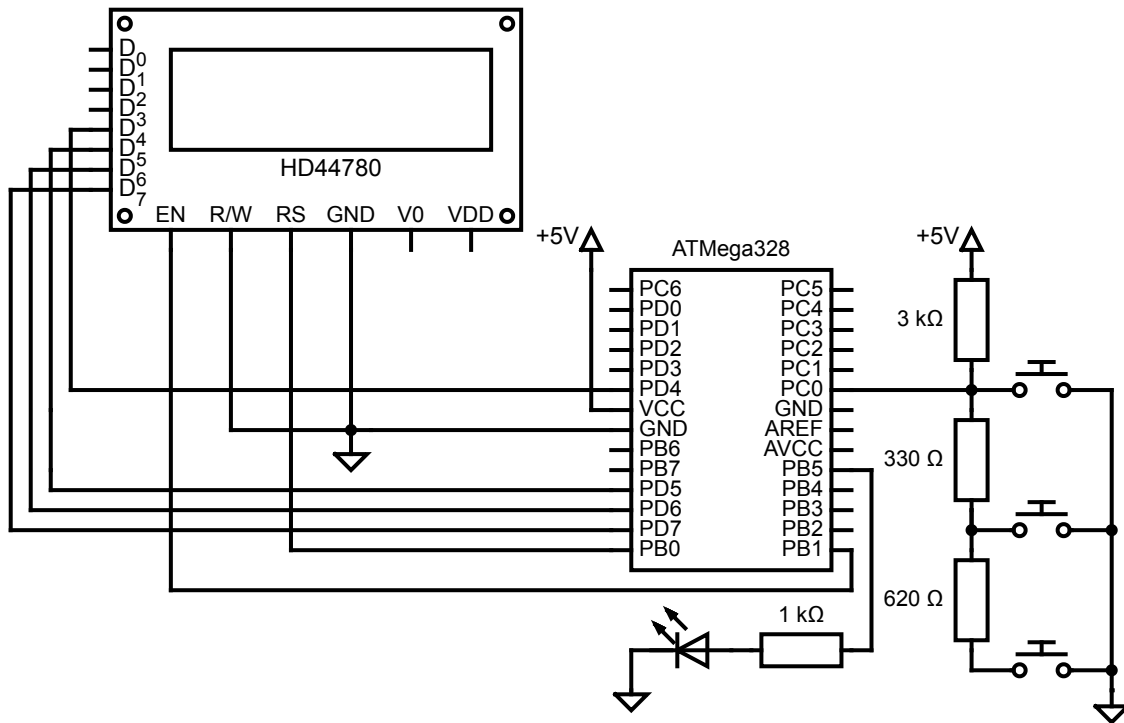 D0
D1
D2
D3
D4
D5
D6
D7
HD44780
EN R/W RS GND V0 VDD
+5V
ATMega328
+5V
PC6 PC5
PD0 PC4
PD1 PC3
PD2 PC2
PD3 PC1
PD4 PC0
VCC GND
GND AREF
PB6 AVCC
PB7 PB5
PD5 PB4
PD6 PB3
PD7 PB2
PB0 PB1
3 kΩ
330 Ω
620 Ω
1 kΩ